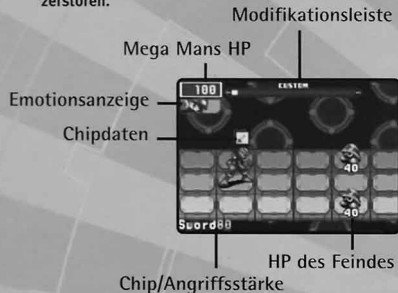 zerstören.
Modifikationsleiste
Mega Mans HP
100
CUSTOM
Emotionsanzeige
Chipdaten
40
40
Sword80
HP des Feindes
Chip/Angriffsstärke